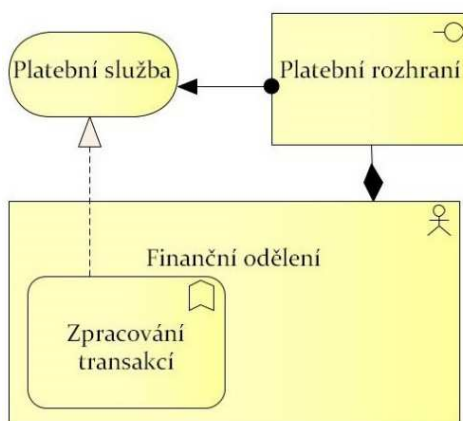 Platební služba
Platební rozhraní
Finanční odělení
Zpracování
transakcí